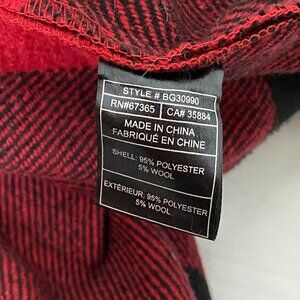 STYLE # BG30990
RN#67365 CA# 35884
MADE IN CHINA
FABRIQUÉ EN CHINE
SHELL: 95% POLYESTER
5% WOOL
EXTÉRIEUR: 95%
POLYESTER
5% WOOL